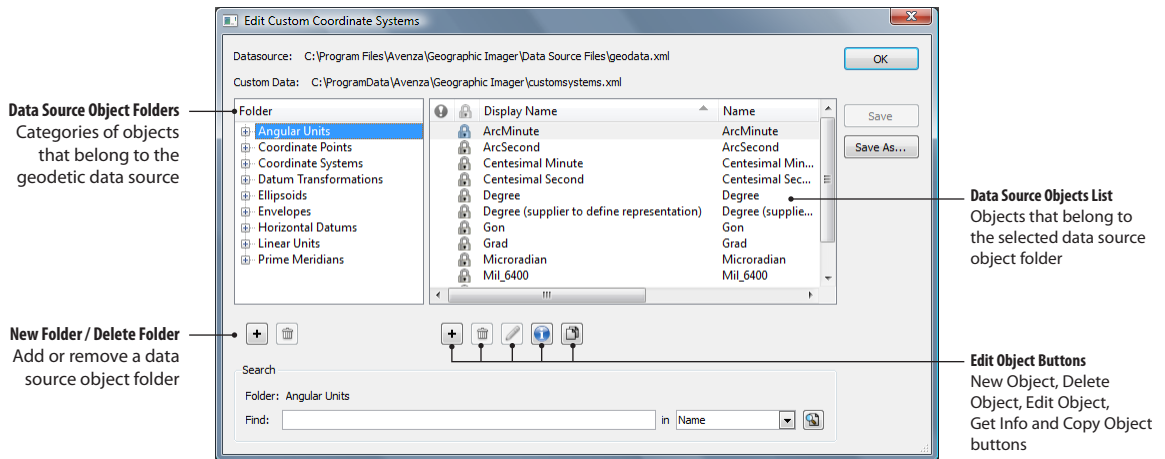 Edit Custom Coordinate Systems
Datasource: C:\Program Files\Avenza\Geographic Imager\Data Source Files\geodata.xml
OK
Custom Data: C:\ProgramData\Avenza\Geographic Imager\customsystems.xml
Data Source Object Folders
Categories of objects
that belong to the
geodetic data source
Folder
Angular Units
Coordinate Points
Coordinate Systems
Datum Transformations
Ellipsoids
Envelopes
Horizontal Datums
Linear Units
Prime Meridians
Display Name Name
ArcMinute ArcMinute
ArcSecond ArcSecond
Centesimal Minute Centesimal Min...
Centesimal Second Centesimal Sec...
Degree Degree
Degree (supplier to define representation) Degree (supplie...
Gon Gon
Grad Grad
Microradian Microradian
Mil_6400 Mil_6400
Save
Save As...
Data Source Objects List
Objects that belong to
the selected data source
object folder
New Folder / Delete Folder
Add or remove a data
source object folder
Edit Object Buttons
New Object, Delete
Object, Edit Object,
Get Info and Copy Object
buttons
Search
Folder: Angular Units
Find: in Name